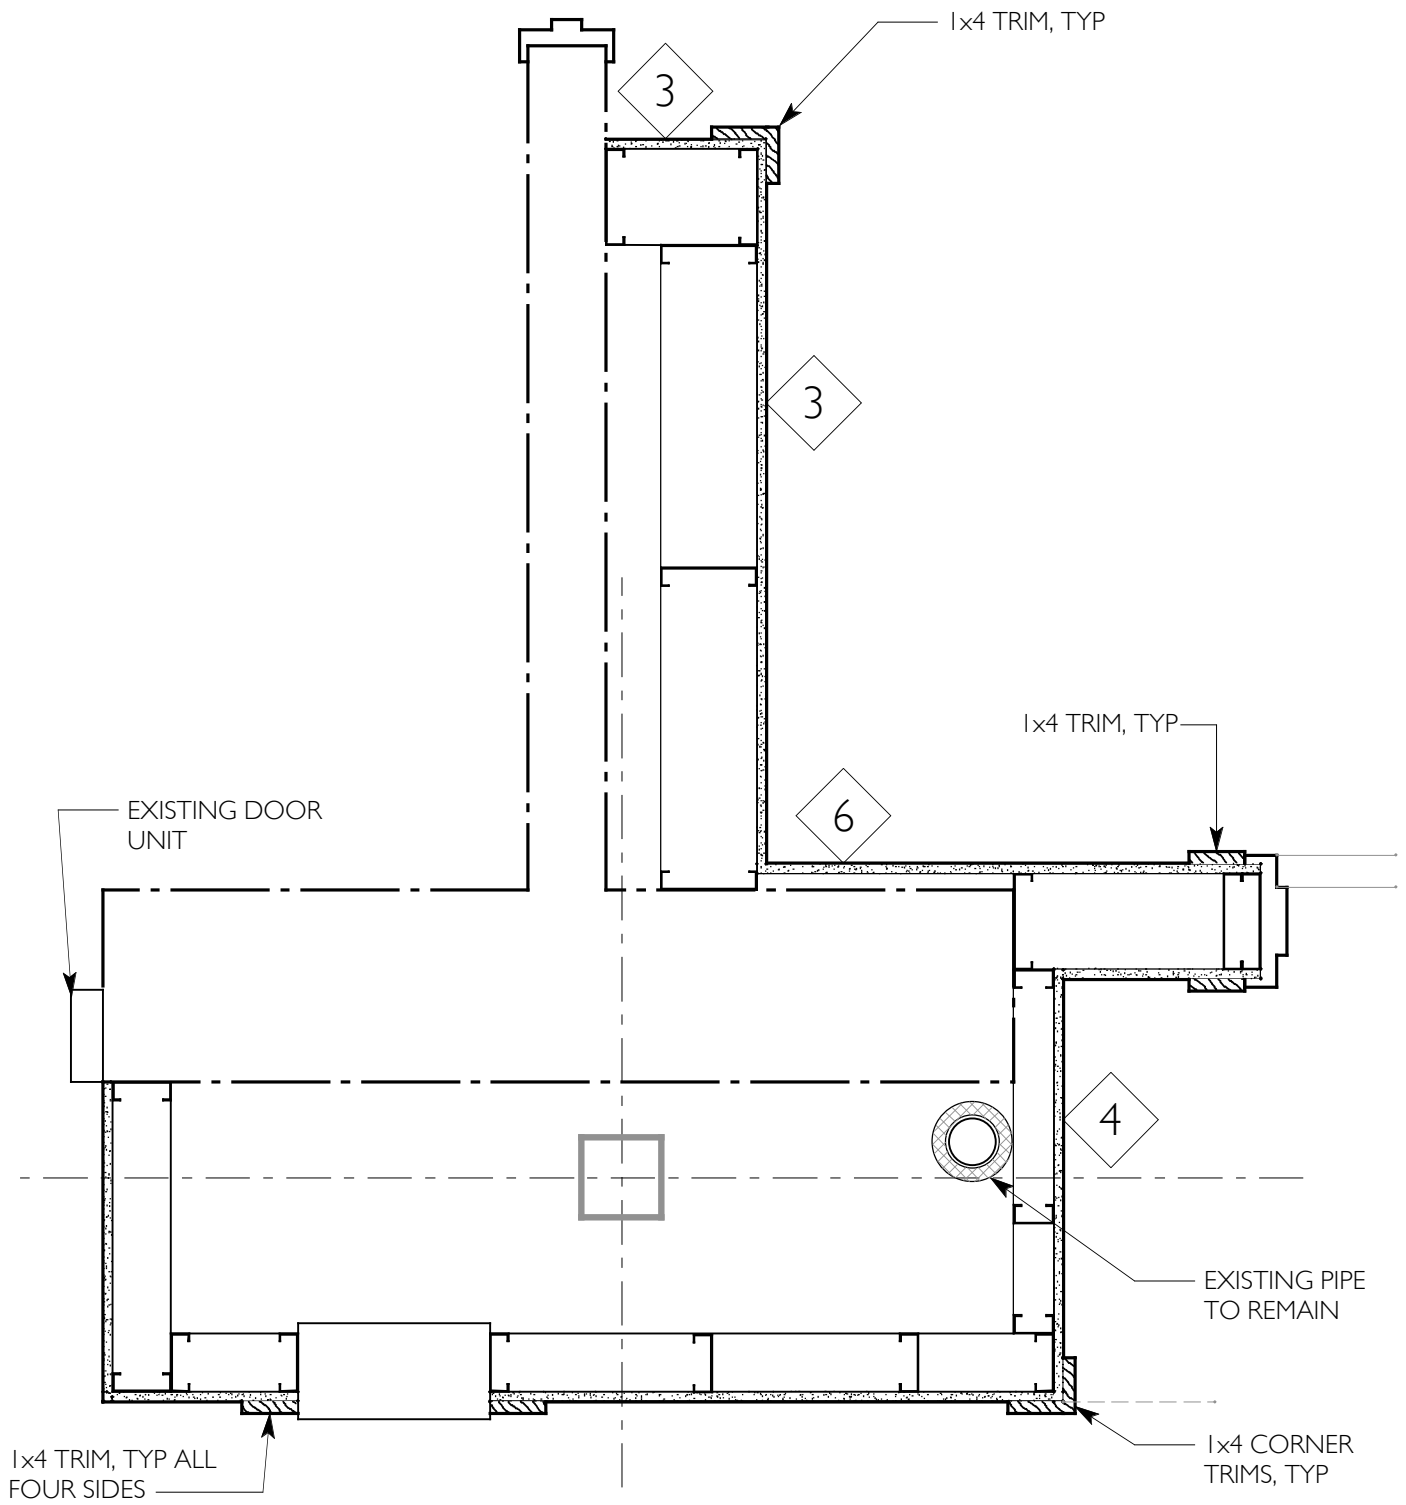 1x4 TRIM, TYP
3
3
1x4 TRIM, TYP
6
EXISTING DOOR
UNIT
4
EXISTING PIPE
TO REMAIN
1x4 TRIM, TYP ALL
FOUR SIDES
1x4 CORNER
TRIMS, TYP